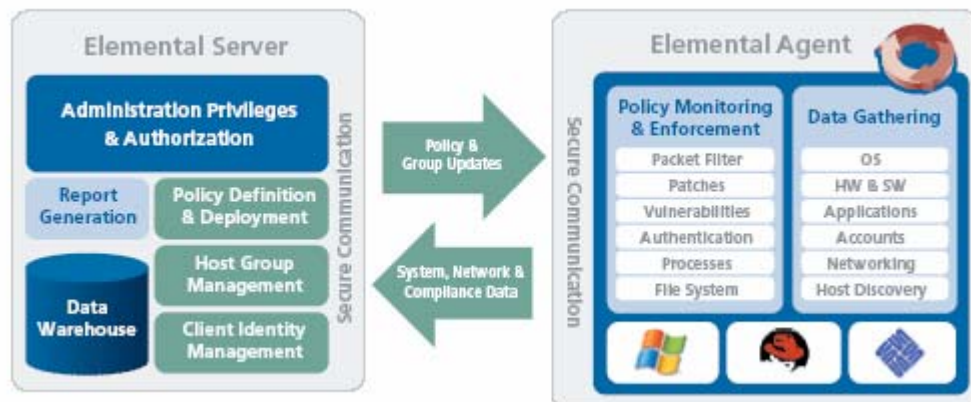 Elemental Server
Administration Privileges
& Authorization
Report
Generation
Policy Definition
& Deployment
Host Group
Management
Data
Warehouse
Client Identity
Management
Secure Communication
Policy &
Group Updates
System, Network &
Compliance Data
Elemental Agent
Secure Communication
Policy Monitoring
& Enforcement
Packet Filter
Patches
Vulnerabilities
Authentication
Processes
File System
Data Gathering
OS
HW & SW
Applications
Accounts
Networking
Host Discovery